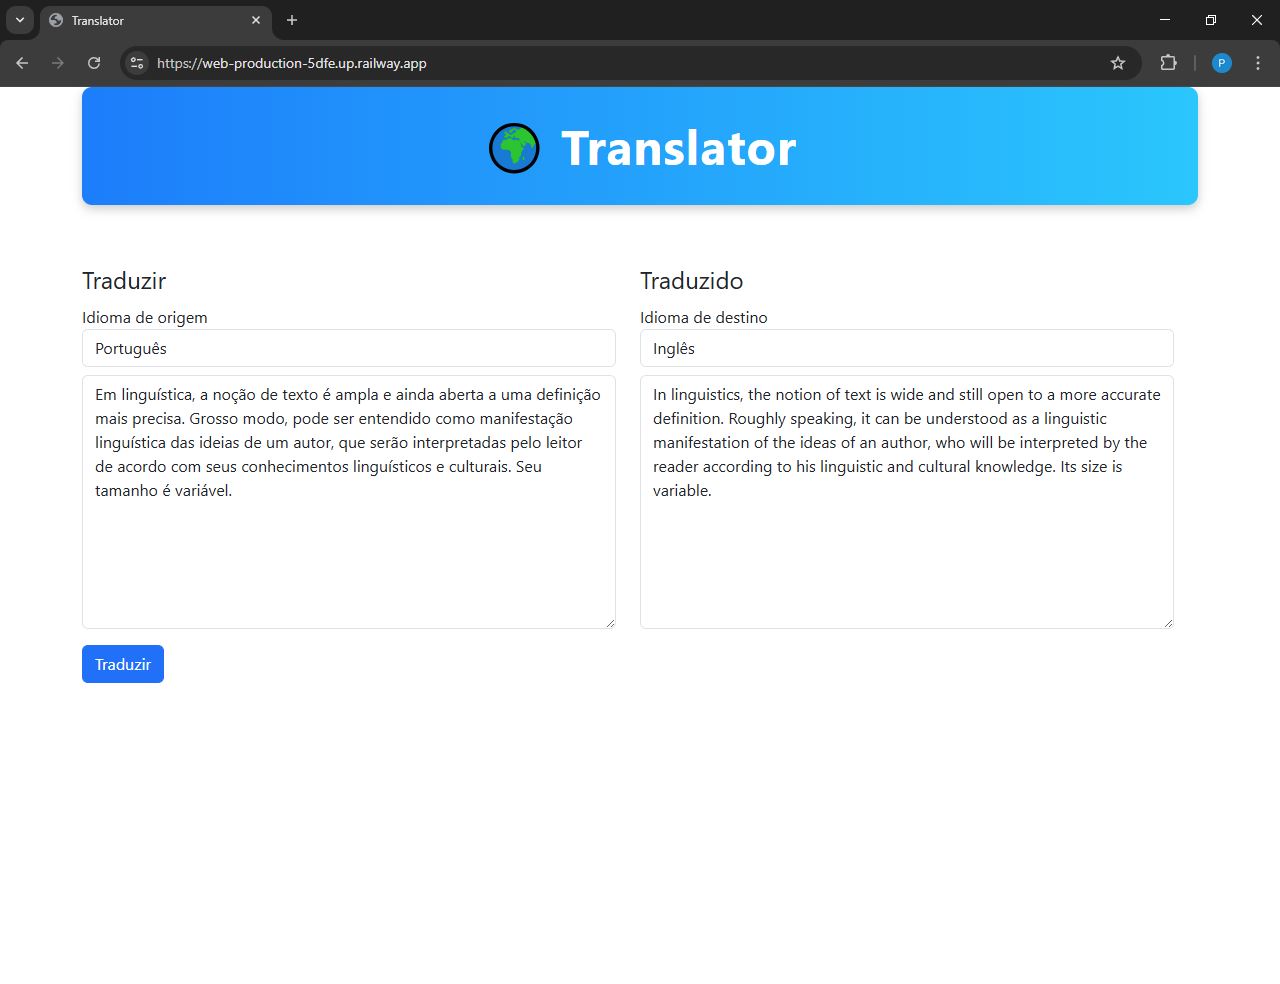 Translator
https://web-production-5dfe.up.railway.app
P
Translator
Traduzir
Idioma de origem
Português
Em linguística, a noção de texto é ampla e ainda aberta a uma definição
mais precisa. Grosso modo, pode ser entendido como manifestação
linguística das ideias de um autor, que serão interpretadas pelo leitor
de acordo com seus conhecimentos linguísticos e culturais. Seu
tamanho é variável.
Traduzir
Traduzido
Idioma de destino
Inglês
In linguistics, the notion of text is wide and still open to a more accurate
definition. Roughly speaking, it can be understood as a linguistic
manifestation of the ideas of an author, who will be interpreted by the
reader according to his linguistic and cultural knowledge. Its size is
variable.